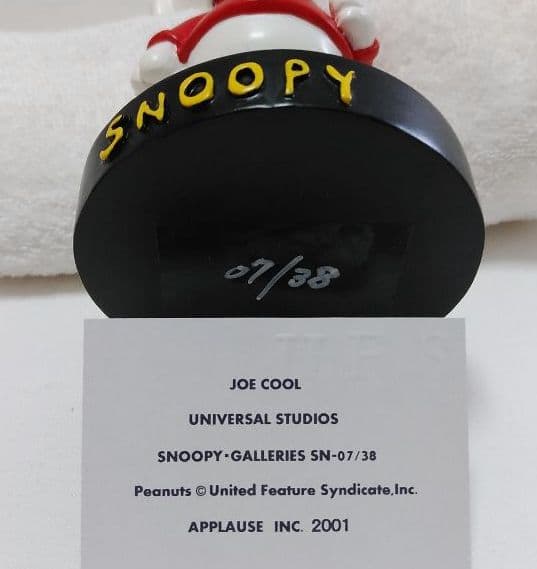 SNOOPY
07/38
JOE COOL
UNIVERSAL STUDIOS
SNOOPY·GALLERIES SN-07/38
Peanuts © United Feature Syndicate,Inc.
APPLAUSE INC. 2001